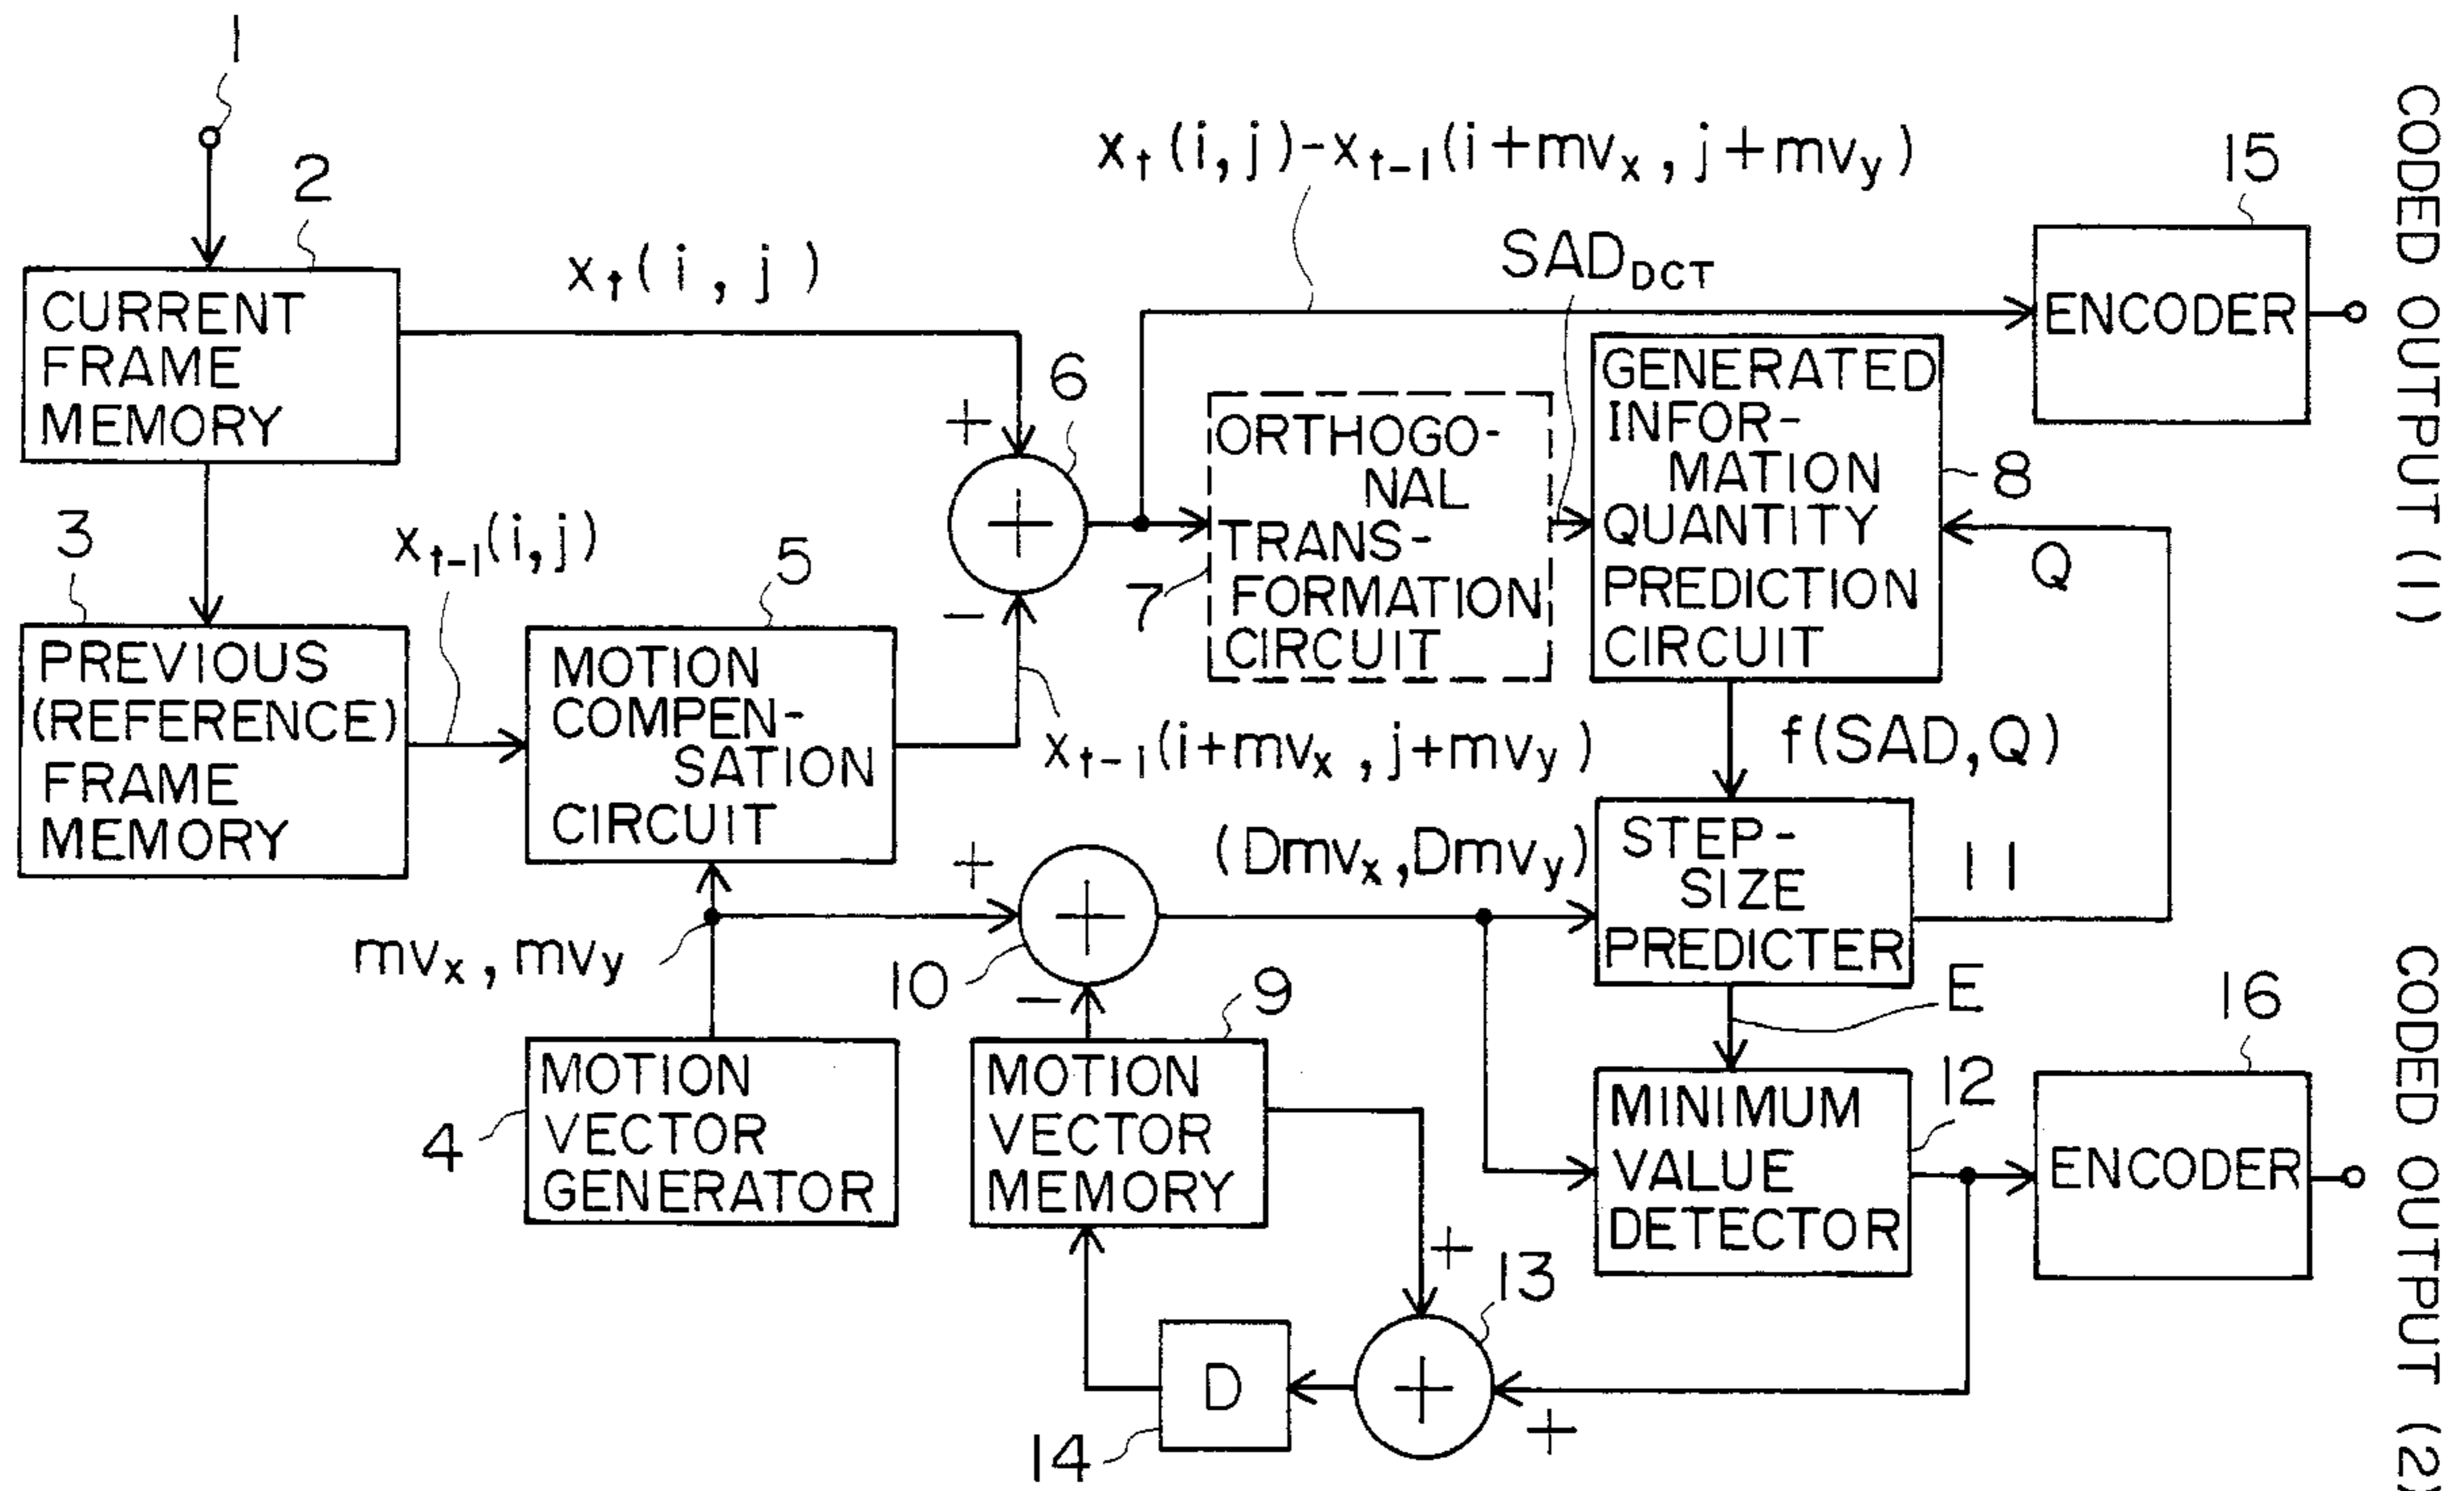 1
2
CURRENT
FRAME
MEMORY
x_t(i, j)
3
PREVIOUS
(REFERENCE)
FRAME
MEMORY
x_{t-1}(i,j)
5
MOTION
COMPEN-
SATION
CIRCUIT
+
6
+
−
x_t(i,j)-x_{t-1}(i+mv_x, j+mv_y)
SAD_{DCT}
7
ORTHOGO-
NAL
TRANS-
FORMATION
CIRCUIT
GENERATED
INFOR-
MATION
QUANTITY
PREDICTION
CIRCUIT
8
Q
15
ENCODER
CODED OUTPUT (1)
x_{t-1}(i+mv_x, j+mv_y)
f(SAD,Q)
mv_x, mv_y
4
MOTION
VECTOR
GENERATOR
+
10
+
−
(Dmv_x, Dmv_y)
STEP-
SIZE
PREDICTER
11
E
9
MOTION
VECTOR
MEMORY
12
MINIMUM
VALUE
DETECTOR
16
ENCODER
CODED OUTPUT (2)
+
13
+
+
D
14